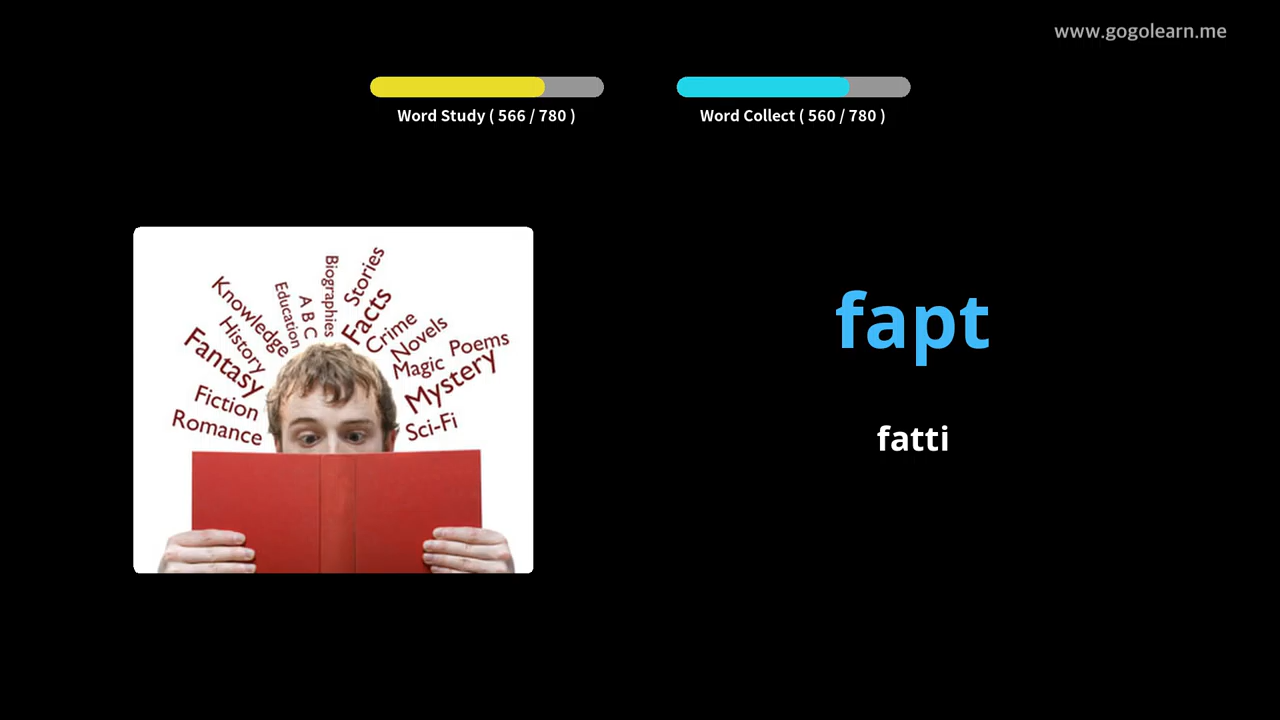 www.gogolearn.me
Word Study ( 566 / 780 )
Word Collect ( 560 / 780 )
Biographies
Stories
Education
A B C
Facts
Knowledge
Crime
History
Novels
Fantasy
Magic
Poems
Mystery
Fiction
Romance
Sci-Fi
fapt
fatti